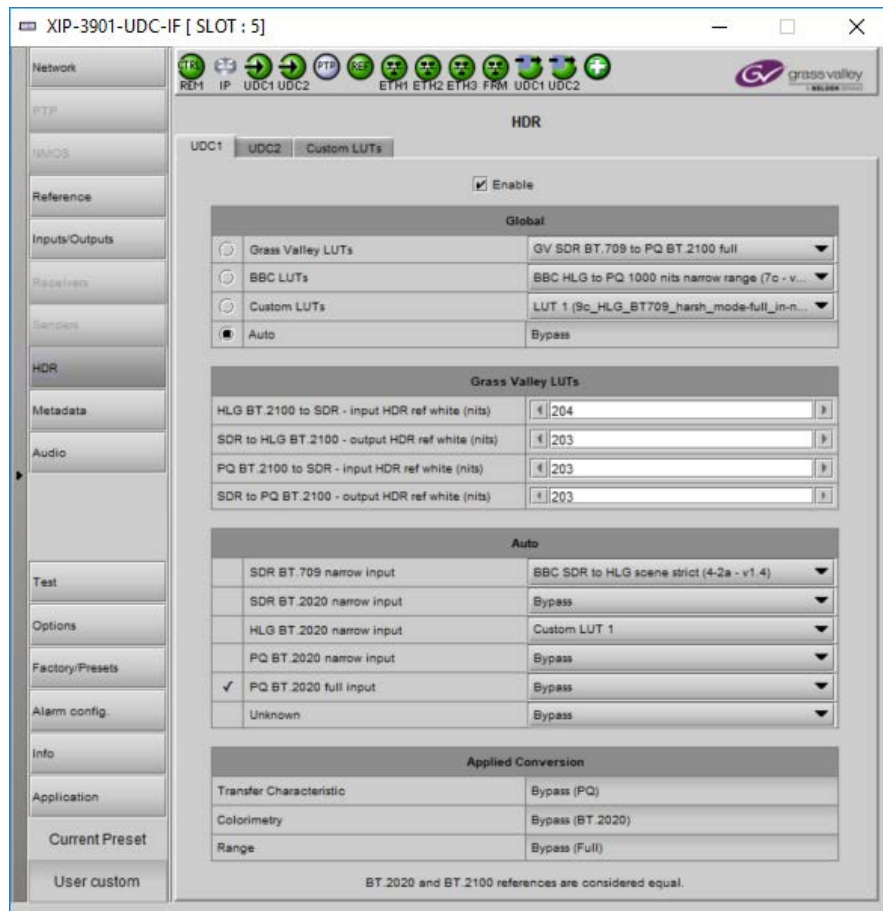 XIP-3901-UDC-IF [ SLOT : 5]
CTRL REM IP UDC1 UDC2 PTP REF ETH1 ETH2 ETH3 FRM UDC1 UDC2
GV grass valley
A BELDEN BRAND
Network
PTP
NMOS
Reference
Inputs/Outputs
Receivers
Senders
HDR
Metadata
Audio
Test
Options
Factory/Presets
Alarm config.
Info
Application
Current Preset
User custom
HDR
UDC1 UDC2 Custom LUTs
Enable
Global
Grass Valley LUTs GV SDR BT.709 to PQ BT.2100 full
BBC LUTs BBC HLG to PQ 1000 nits narrow range (7c - v...
Custom LUTs LUT 1 (9c_HLG_BT709_harsh_mode-full_in-n...
Auto Bypass
Grass Valley LUTs
HLG BT.2100 to SDR - input HDR ref white (nits) 204
SDR to HLG BT.2100 - output HDR ref white (nits) 203
PQ BT.2100 to SDR - input HDR ref white (nits) 203
SDR to PQ BT.2100 - output HDR ref white (nits) 203
Auto
SDR BT.709 narrow input BBC SDR to HLG scene strict (4-2a - v1.4)
SDR BT.2020 narrow input Bypass
HLG BT.2020 narrow input Custom LUT 1
PQ BT.2020 narrow input Bypass
✓ PQ BT.2020 full input Bypass
Unknown Bypass
Applied Conversion
Transfer Characteristic Bypass (PQ)
Colorimetry Bypass (BT.2020)
Range Bypass (Full)
BT.2020 and BT.2100 references are considered equal.